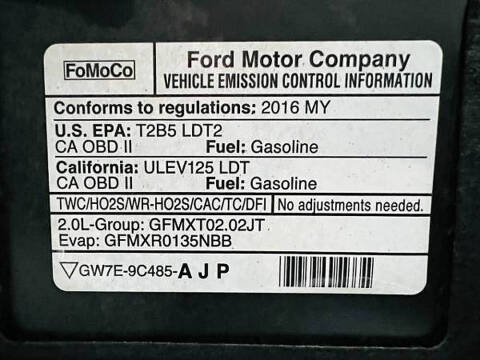 FoMoCo
Ford Motor Company
VEHICLE EMISSION CONTROL INFORMATION
Conforms to regulations: 2016 MY
U.S. EPA: T2B5 LDT2
CA OBD II Fuel: Gasoline
California: ULEV125 LDT
CA OBD II Fuel: Gasoline
TWC/HO2S/WR-HO2S/CAC/TC/DFI No adjustments needed.
2.0L-Group: GFMXT02.02JT
Evap: GFMXR0135NBB
GW7E-9C485-AJP